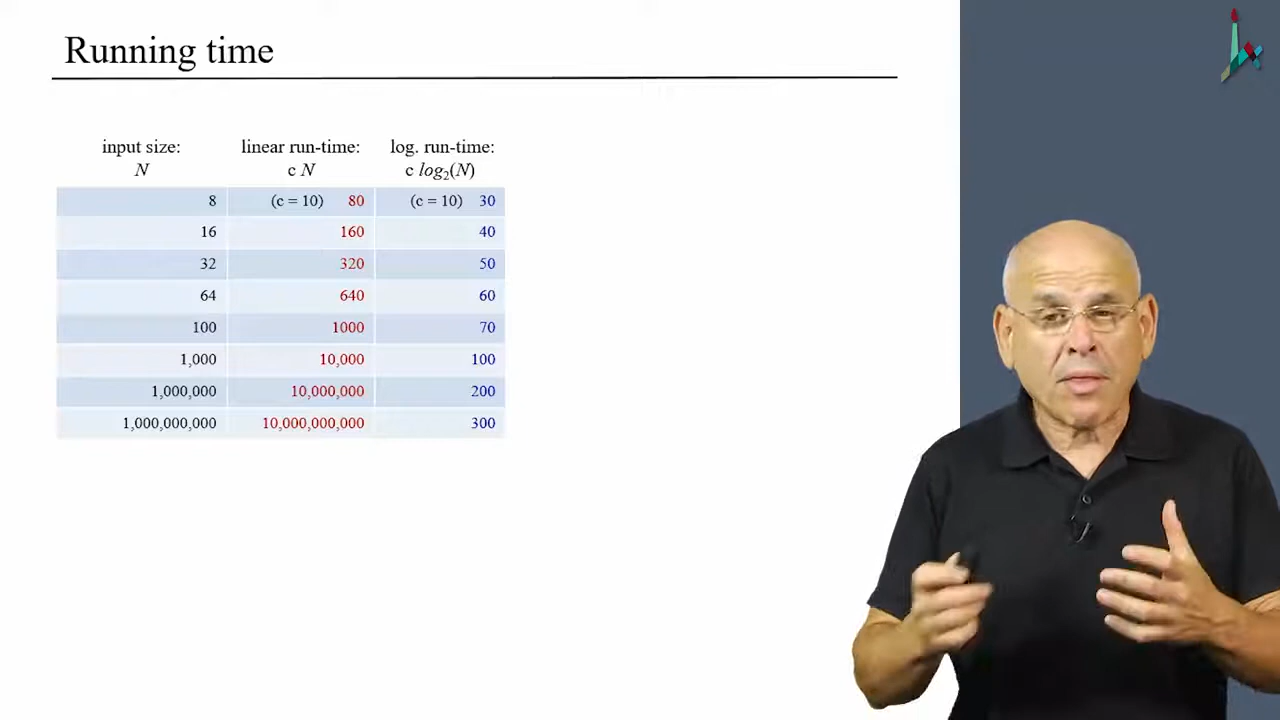 Running time
input size: linear run-time: log. run-time:
N c N c log₂(N)
8 (c = 10) 80 (c = 10) 30
16 160 40
32 320 50
64 640 60
100 1000 70
1,000 10,000 100
1,000,000 10,000,000 200
1,000,000,000 10,000,000,000 300